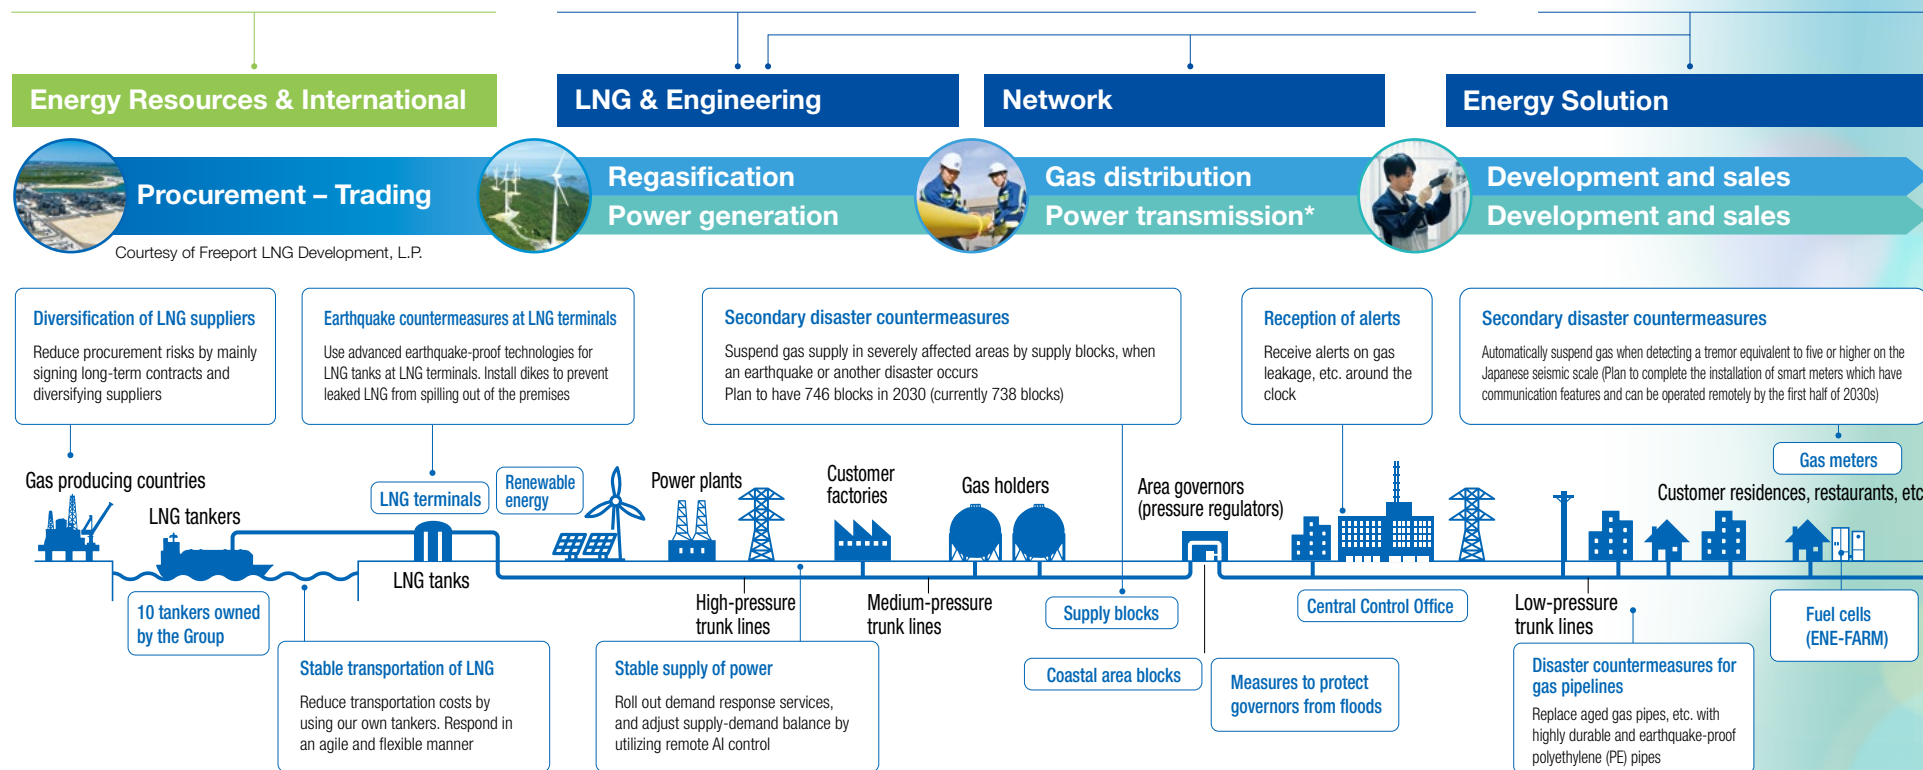 Energy Resources & International
LNG & Engineering
Network
Energy Solution
Procurement – Trading
Regasification
Power generation
Gas distribution
Power transmission*
Development and sales
Development and sales
Courtesy of Freeport LNG Development, L.P.
Diversification of LNG suppliers
Reduce procurement risks by mainly
signing long-term contracts and
diversifying suppliers
Earthquake countermeasures at LNG terminals
Use advanced earthquake-proof technologies for
LNG tanks at LNG terminals. Install dikes to prevent
leaked LNG from spilling out of the premises
Secondary disaster countermeasures
Suspend gas supply in severely affected areas by supply blocks, when
an earthquake or another disaster occurs
Plan to have 746 blocks in 2030 (currently 738 blocks)
Reception of alerts
Receive alerts on gas
leakage, etc. around the
clock
Secondary disaster countermeasures
Automatically suspend gas when detecting a tremor equivalent to five or higher on the
Japanese seismic scale (Plan to complete the installation of smart meters which have
communication features and can be operated remotely by the first half of 2030s)
Gas producing countries
LNG tankers
LNG terminals
Renewable
energy
Power plants
Customer
factories
Gas holders
Area governors
(pressure regulators)
Gas meters
Customer residences, restaurants, etc
LNG tanks
10 tankers owned
by the Group
High-pressure
trunk lines
Medium-pressure
trunk lines
Supply blocks
Central Control Office
Low-pressure
trunk lines
Fuel cells
(ENE-FARM)
Stable transportation of LNG
Reduce transportation costs by
using our own tankers. Respond in
an agile and flexible manner
Stable supply of power
Roll out demand response services,
and adjust supply-demand balance by
utilizing remote AI control
Coastal area blocks
Measures to protect
governors from floods
Disaster countermeasures for
gas pipelines
Replace aged gas pipes, etc. with
highly durable and earthquake-proof
polyethylene (PE) pipes